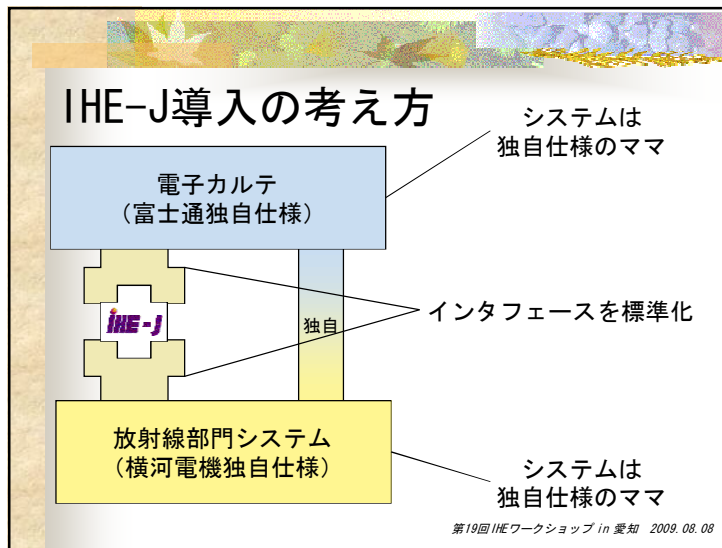 IHE-J導入の考え方
システムは
独自仕様のママ
電子カルテ
（富士通独自仕様）
IHE-J
独自
インタフェースを標準化
放射線部門システム
（横河電機独自仕様）
システムは
独自仕様のママ
第19回IHEワークショップ in 愛知 2009.08.08